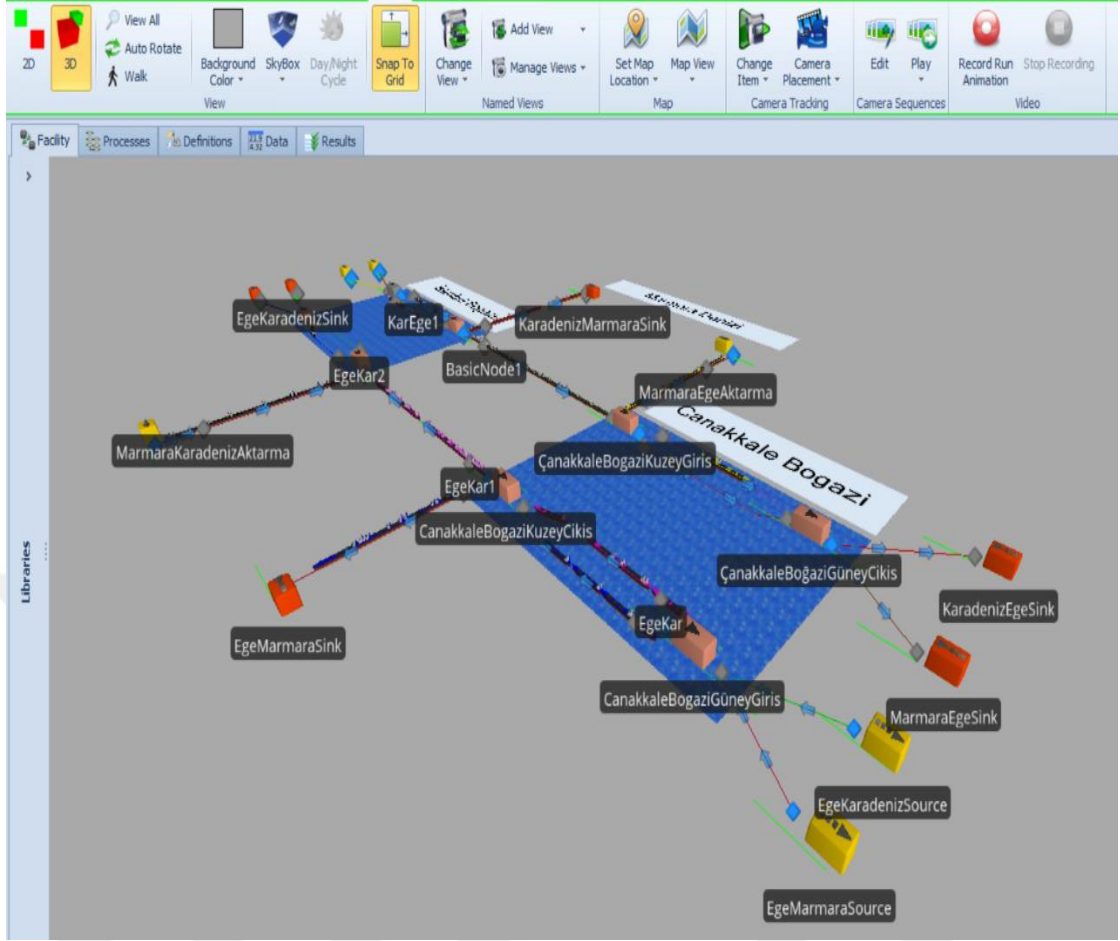 View All
Auto Rotate
Walk
2D
3D
Background Color
SkyBox
Day/Night Cycle
Snap To Grid
Change View
Add View
Manage Views
Set Map Location
Map View
Change Item
Camera Placement
Edit
Play
Record Run Animation
Stop Recording
View
Named Views
Map
Camera Tracking
Camera Sequences
Video
Facility
Processes
Definitions
Data
Results
Libraries
EgeKaradenizSink
KarEge1
KaradenizMarmaraSink
BasicNode1
EgeKar2
MarmaraEgeAktarma
Canakkale Bogazi
MarmaraKaradenizAktarma
ÇanakkaleBogaziKuzeyGiris
EgeKar1
CanakkaleBogaziKuzeyCikis
ÇanakkaleBoğaziGüneyCikis
KaradenizEgeSink
EgeKar
EgeMarmaraSink
CanakkaleBogaziGüneyGiris
MarmaraEgeSink
EgeKaradenizSource
EgeMarmaraSource